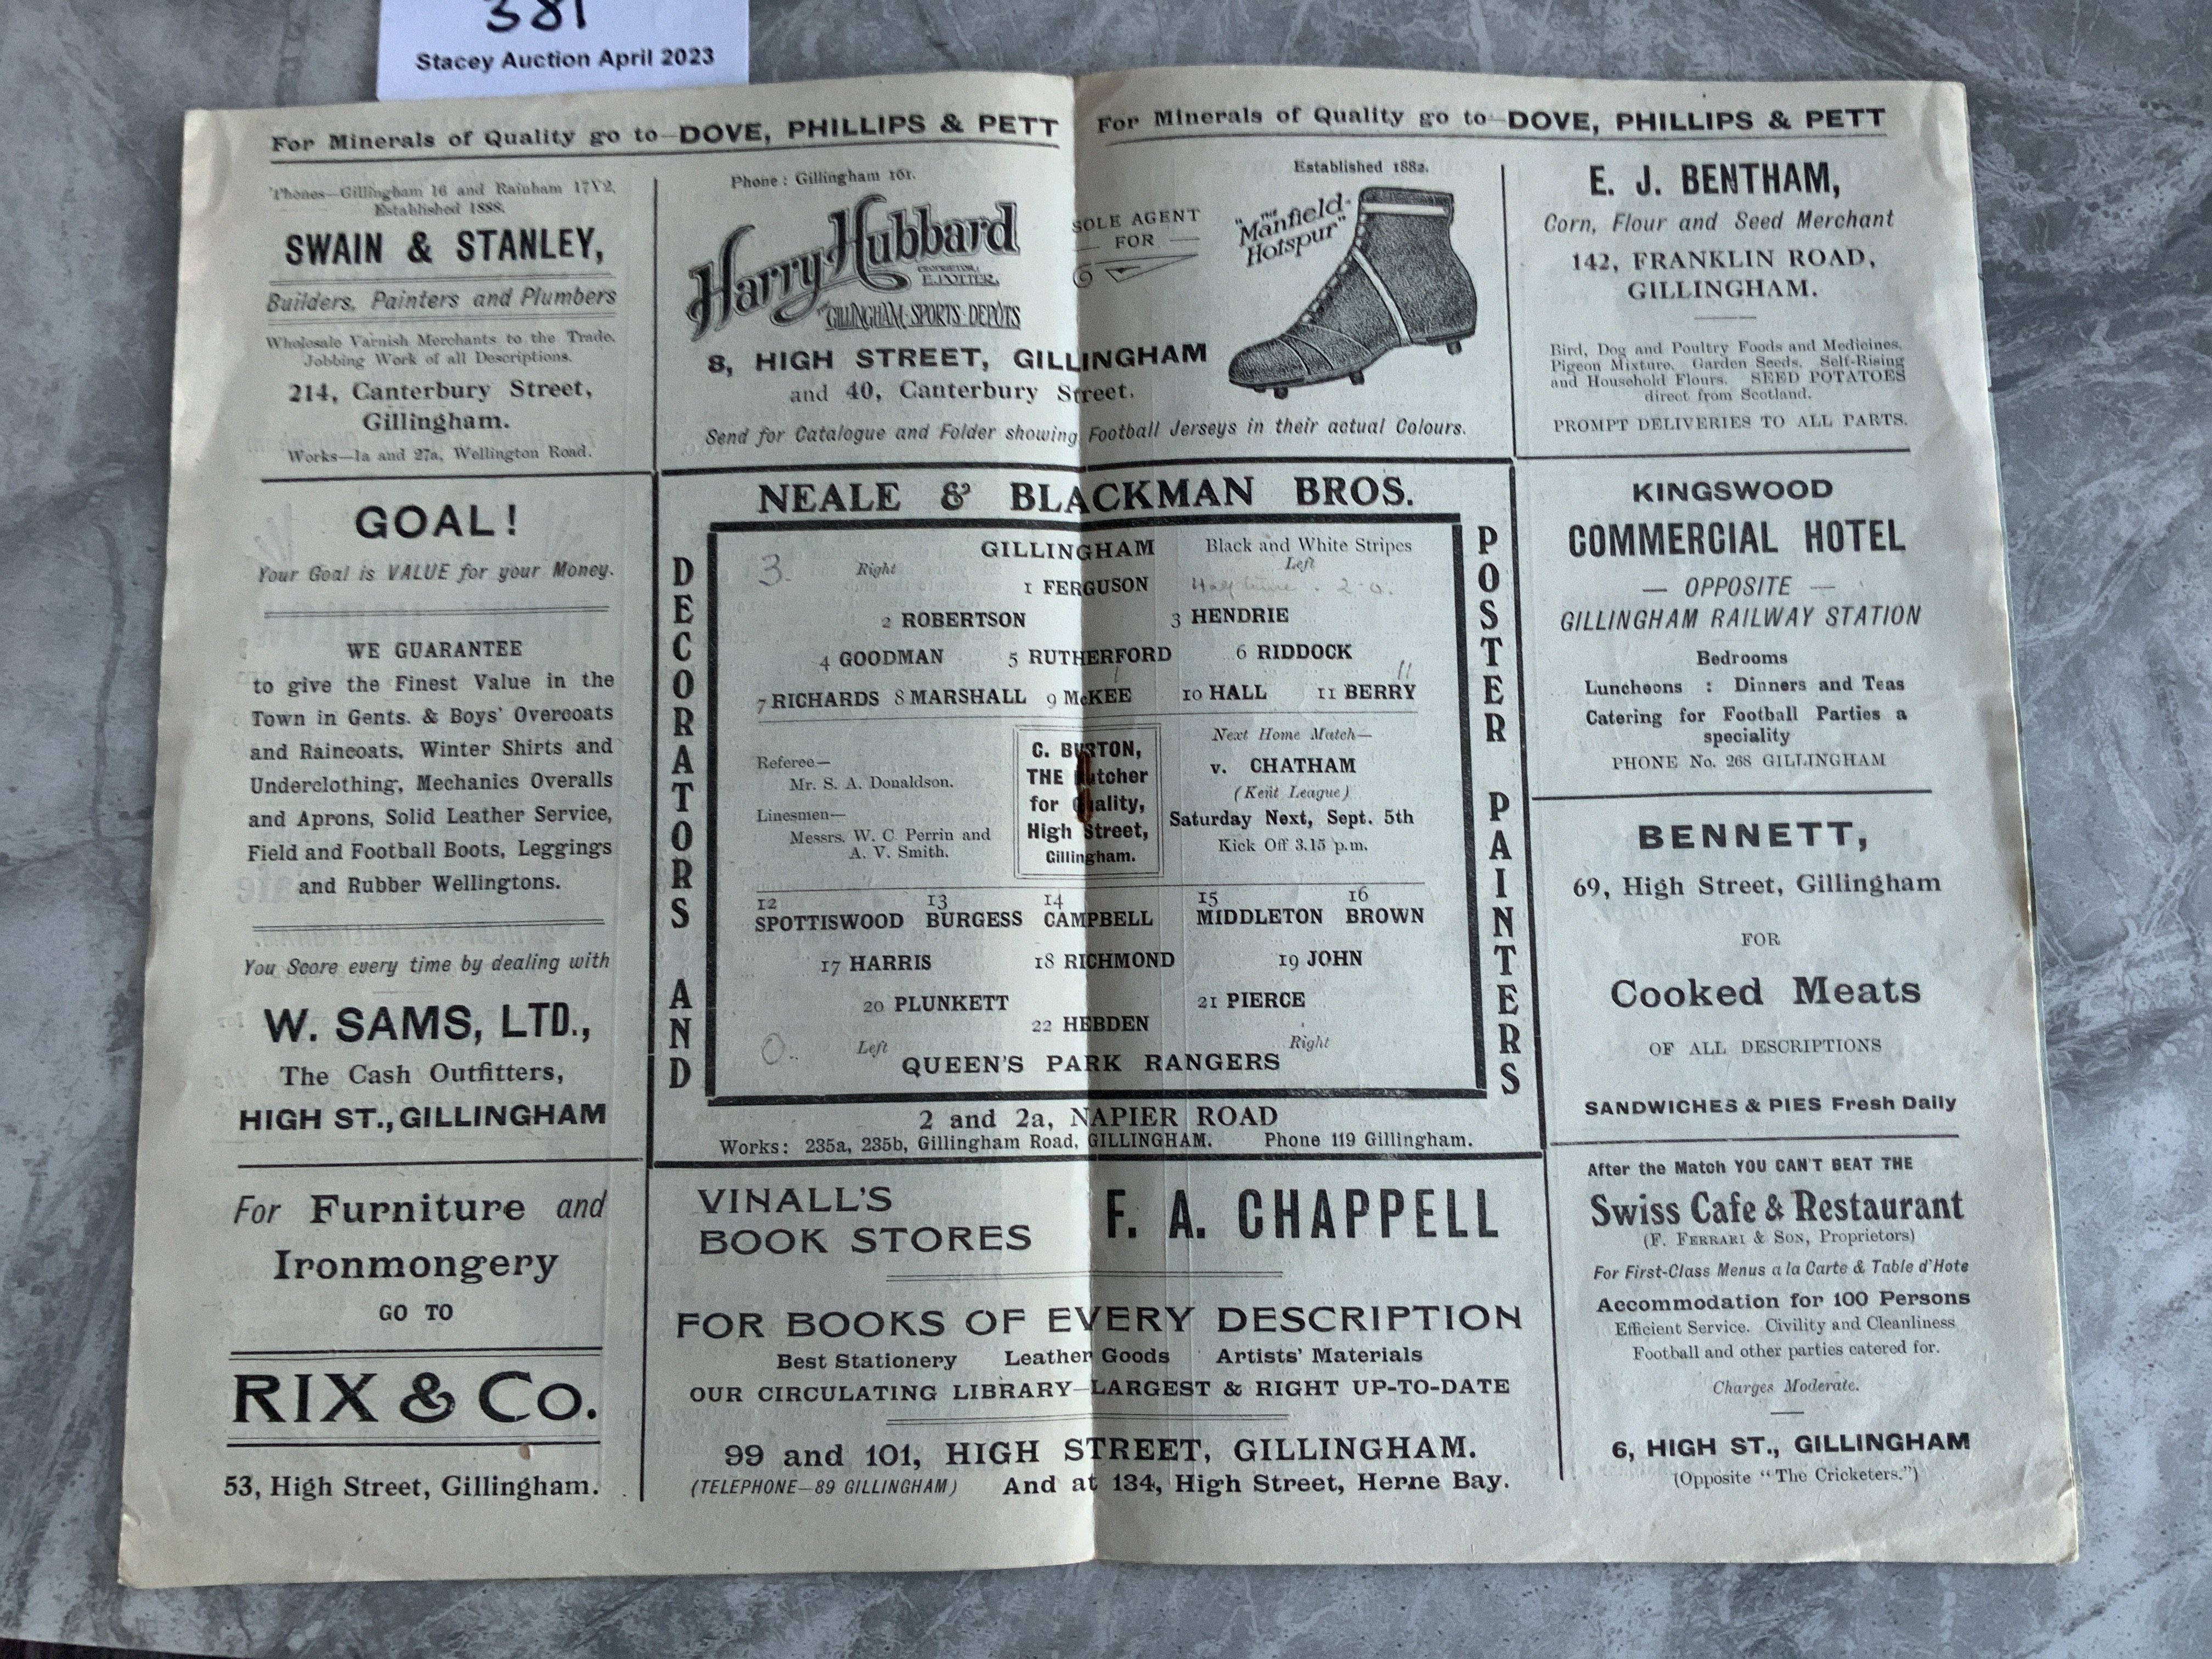 381
Stacey Auction April 2023
For Minerals of Quality go to—DOVE, PHILLIPS & PETT
For Minerals of Quality go to—DOVE, PHILLIPS & PETT
'Phones—Gillingham 16 and Rainham 17Y2.
Established 1888.
SWAIN & STANLEY,
Builders, Painters and Plumbers
Wholesale Varnish Merchants to the Trade.
Jobbing Work of all Descriptions.
214, Canterbury Street,
Gillingham.
Works—1a and 27a, Wellington Road.
Phone: Gillingham 161.
Harry Hubbard
PROPRIETOR,
E. POTTER,
GILLINGHAM·SPORTS·DEPOTS
SOLE AGENT
FOR
Established 1882.
THE
"Manfield-
Hotspur"
8, HIGH STREET, GILLINGHAM
and 40, Canterbury Street.
Send for Catalogue and Folder showing Football Jerseys in their actual Colours.
E. J. BENTHAM,
Corn, Flour and Seed Merchant
142, FRANKLIN ROAD,
GILLINGHAM.
Bird, Dog and Poultry Foods and Medicines.
Pigeon Mixture. Garden Seeds. Self-Rising
and Household Flours. SEED POTATOES
direct from Scotland.
PROMPT DELIVERIES TO ALL PARTS.
GOAL!
Your Goal is VALUE for your Money.
WE GUARANTEE
to give the Finest Value in the
Town in Gents. & Boys' Overcoats
and Raincoats, Winter Shirts and
Underclothing, Mechanics Overalls
and Aprons, Solid Leather Service,
Field and Football Boots, Leggings
and Rubber Wellingtons.
You Score every time by dealing with
W. SAMS, LTD.,
The Cash Outfitters,
HIGH ST., GILLINGHAM
For Furniture and
Ironmongery
GO TO
RIX & Co.
53, High Street, Gillingham.
NEALE & BLACKMAN BROS.
DECORATORS AND
POSTER PAINTERS
GILLINGHAM Black and White Stripes
3. Right Left
1 FERGUSON Half time. 2-0.
2 ROBERTSON 3 HENDRIE
4 GOODMAN 5 RUTHERFORD 6 RIDDOCK
1 11
7 RICHARDS 8 MARSHALL 9 McKEE 10 HALL 11 BERRY
Referee—
Mr. S. A. Donaldson.
Linesmen—
Messrs. W. C. Perrin and
A. V. Smith.
C. BURTON,
THE Butcher
for Quality,
High Street,
Gillingham.
Next Home Match—
v. CHATHAM
(Kent League)
Saturday Next, Sept. 5th
Kick Off 3.15 p.m.
12 13 14 15 16
SPOTTISWOOD BURGESS CAMPBELL MIDDLETON BROWN
17 HARRIS 18 RICHMOND 19 JOHN
20 PLUNKETT 21 PIERCE
22 HEBDEN
0. Left Right
QUEEN'S PARK RANGERS
2 and 2a, NAPIER ROAD
Works: 235a, 235b, Gillingham Road, GILLINGHAM. Phone 119 Gillingham.
VINALL'S
BOOK STORES
F. A. CHAPPELL
FOR BOOKS OF EVERY DESCRIPTION
Best Stationery Leather Goods Artists' Materials
OUR CIRCULATING LIBRARY—LARGEST & RIGHT UP-TO-DATE
99 and 101, HIGH STREET, GILLINGHAM.
(TELEPHONE—89 GILLINGHAM) And at 134, High Street, Herne Bay.
KINGSWOOD
COMMERCIAL HOTEL
— OPPOSITE —
GILLINGHAM RAILWAY STATION
Bedrooms
Luncheons : Dinners and Teas
Catering for Football Parties a
speciality
PHONE No. 268 GILLINGHAM
BENNETT,
69, High Street, Gillingham
FOR
Cooked Meats
OF ALL DESCRIPTIONS
SANDWICHES & PIES Fresh Daily
After the Match YOU CAN'T BEAT THE
Swiss Cafe & Restaurant
(F. FERRARI & SON, Proprietors)
For First-Class Menus a la Carte & Table d'Hote
Accommodation for 100 Persons
Efficient Service. Civility and Cleanliness
Football and other parties catered for.
Charges Moderate.
6, HIGH ST., GILLINGHAM
(Opposite "The Cricketers.")